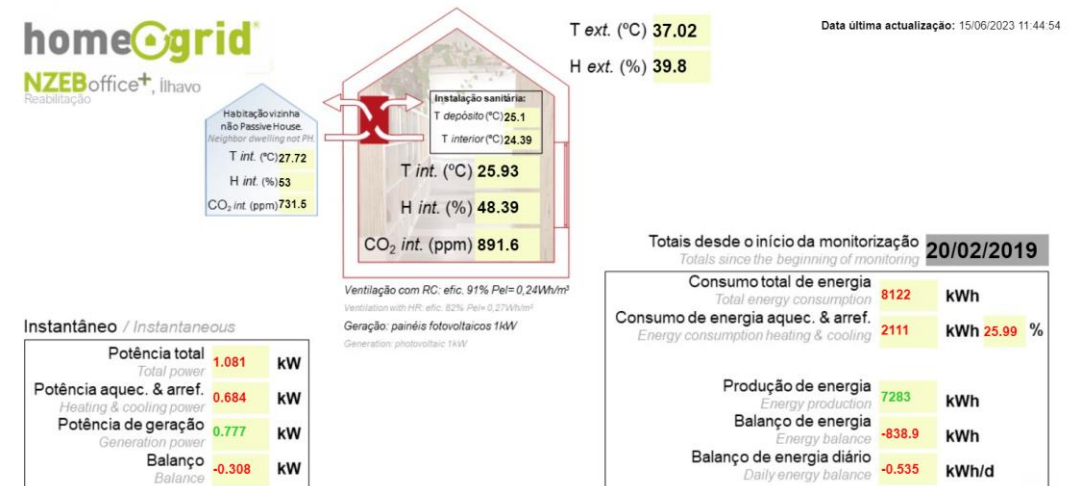 homegrid
NZEBoffice+, Ílhavo
Reabilitação
T ext. (ºC) 37.02
H ext. (%) 39.8
Data última actualização: 15/06/2023 11:44:54
Habitação vizinha
não Passive House.
Neighbor dwelling not PH.
T int. (ºC) 27.72
H int. (%) 53
CO₂ int. (ppm) 731.5
Instalação sanitária:
T depósito (ºC) 25.1
T interior (ºC) 24.39
T int. (ºC) 25.93
H int. (%) 48.39
CO₂ int. (ppm) 891.6
Ventilação com RC: efic. 91% Pel= 0,24Wh/m³
Ventilation with HR: efic. 82% Pel= 0,27Wh/m³
Geração: painéis fotovoltaicos 1kW
Generation: photovoltaic 1kW
Instantâneo / Instantaneous
Potência total
Total power
1.081 kW
Potência aquec. & arref.
Heating & cooling power
0.684 kW
Potência de geração
Generation power
0.777 kW
Balanço
Balance
-0.308 kW
Totais desde o início da monitorização
Totals since the beginning of monitoring
20/02/2019
Consumo total de energia
Total energy consumption
8122 kWh
Consumo de energia aquec. & arref.
Energy consumption heating & cooling
2111 kWh 25.99 %
Produção de energia
Energy production
7283 kWh
Balanço de energia
Energy balance
-838.9 kWh
Balanço de energia diário
Daily energy balance
-0.535 kWh/d